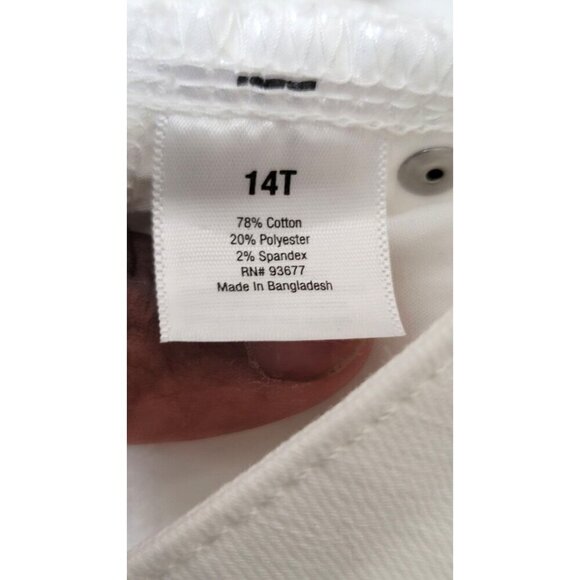 14T
78% Cotton
20% Polyester
2% Spandex
RN# 93677
Made In Bangladesh